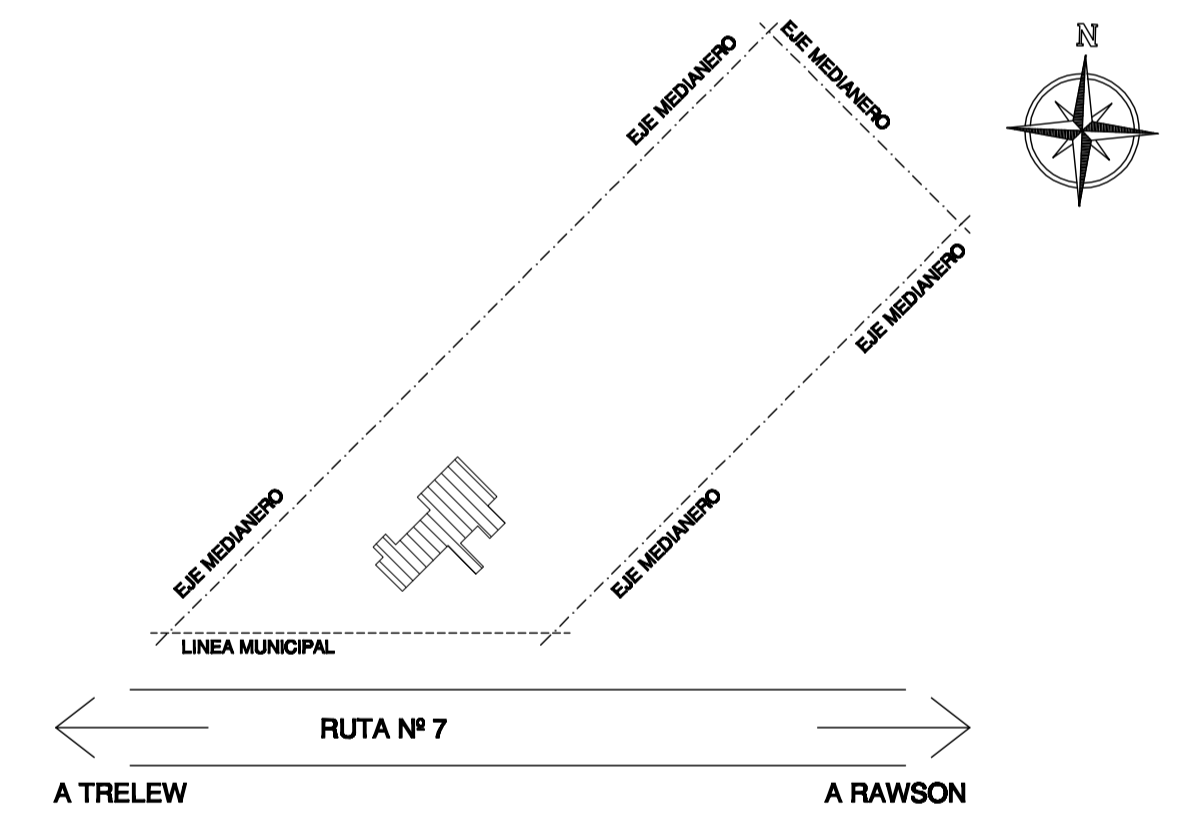 N
EJE MEDIANERO
EJE MEDIANERO
EJE MEDIANERO
EJE MEDIANERO
EJE MEDIANERO
LINEA MUNICIPAL
RUTA Nº 7
A TRELEW
A RAWSON